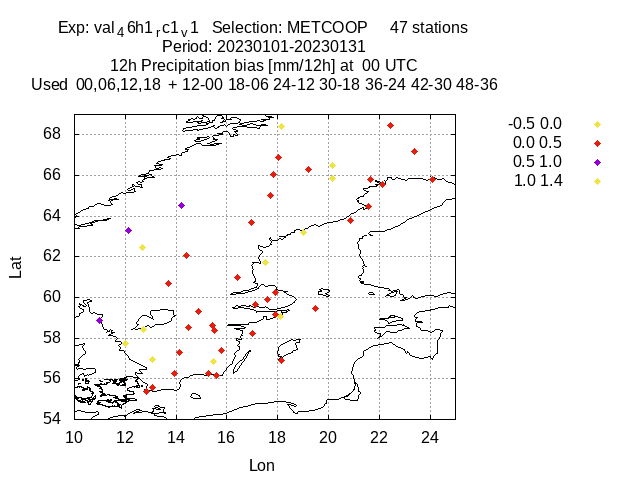 Exp: val46h1rc1v1 Selection: METCOOP 47 stations
Period: 20230101-20230131
12h Precipitation bias [mm/12h] at 00 UTC
Used 00,06,12,18 + 12-00 18-06 24-12 30-18 36-24 42-30 48-36
-0.5 0.0
0.0 0.5
0.5 1.0
1.0 1.4
68
66
64
62
60
58
56
54
Lat
10 12 14 16 18 20 22 24
Lon